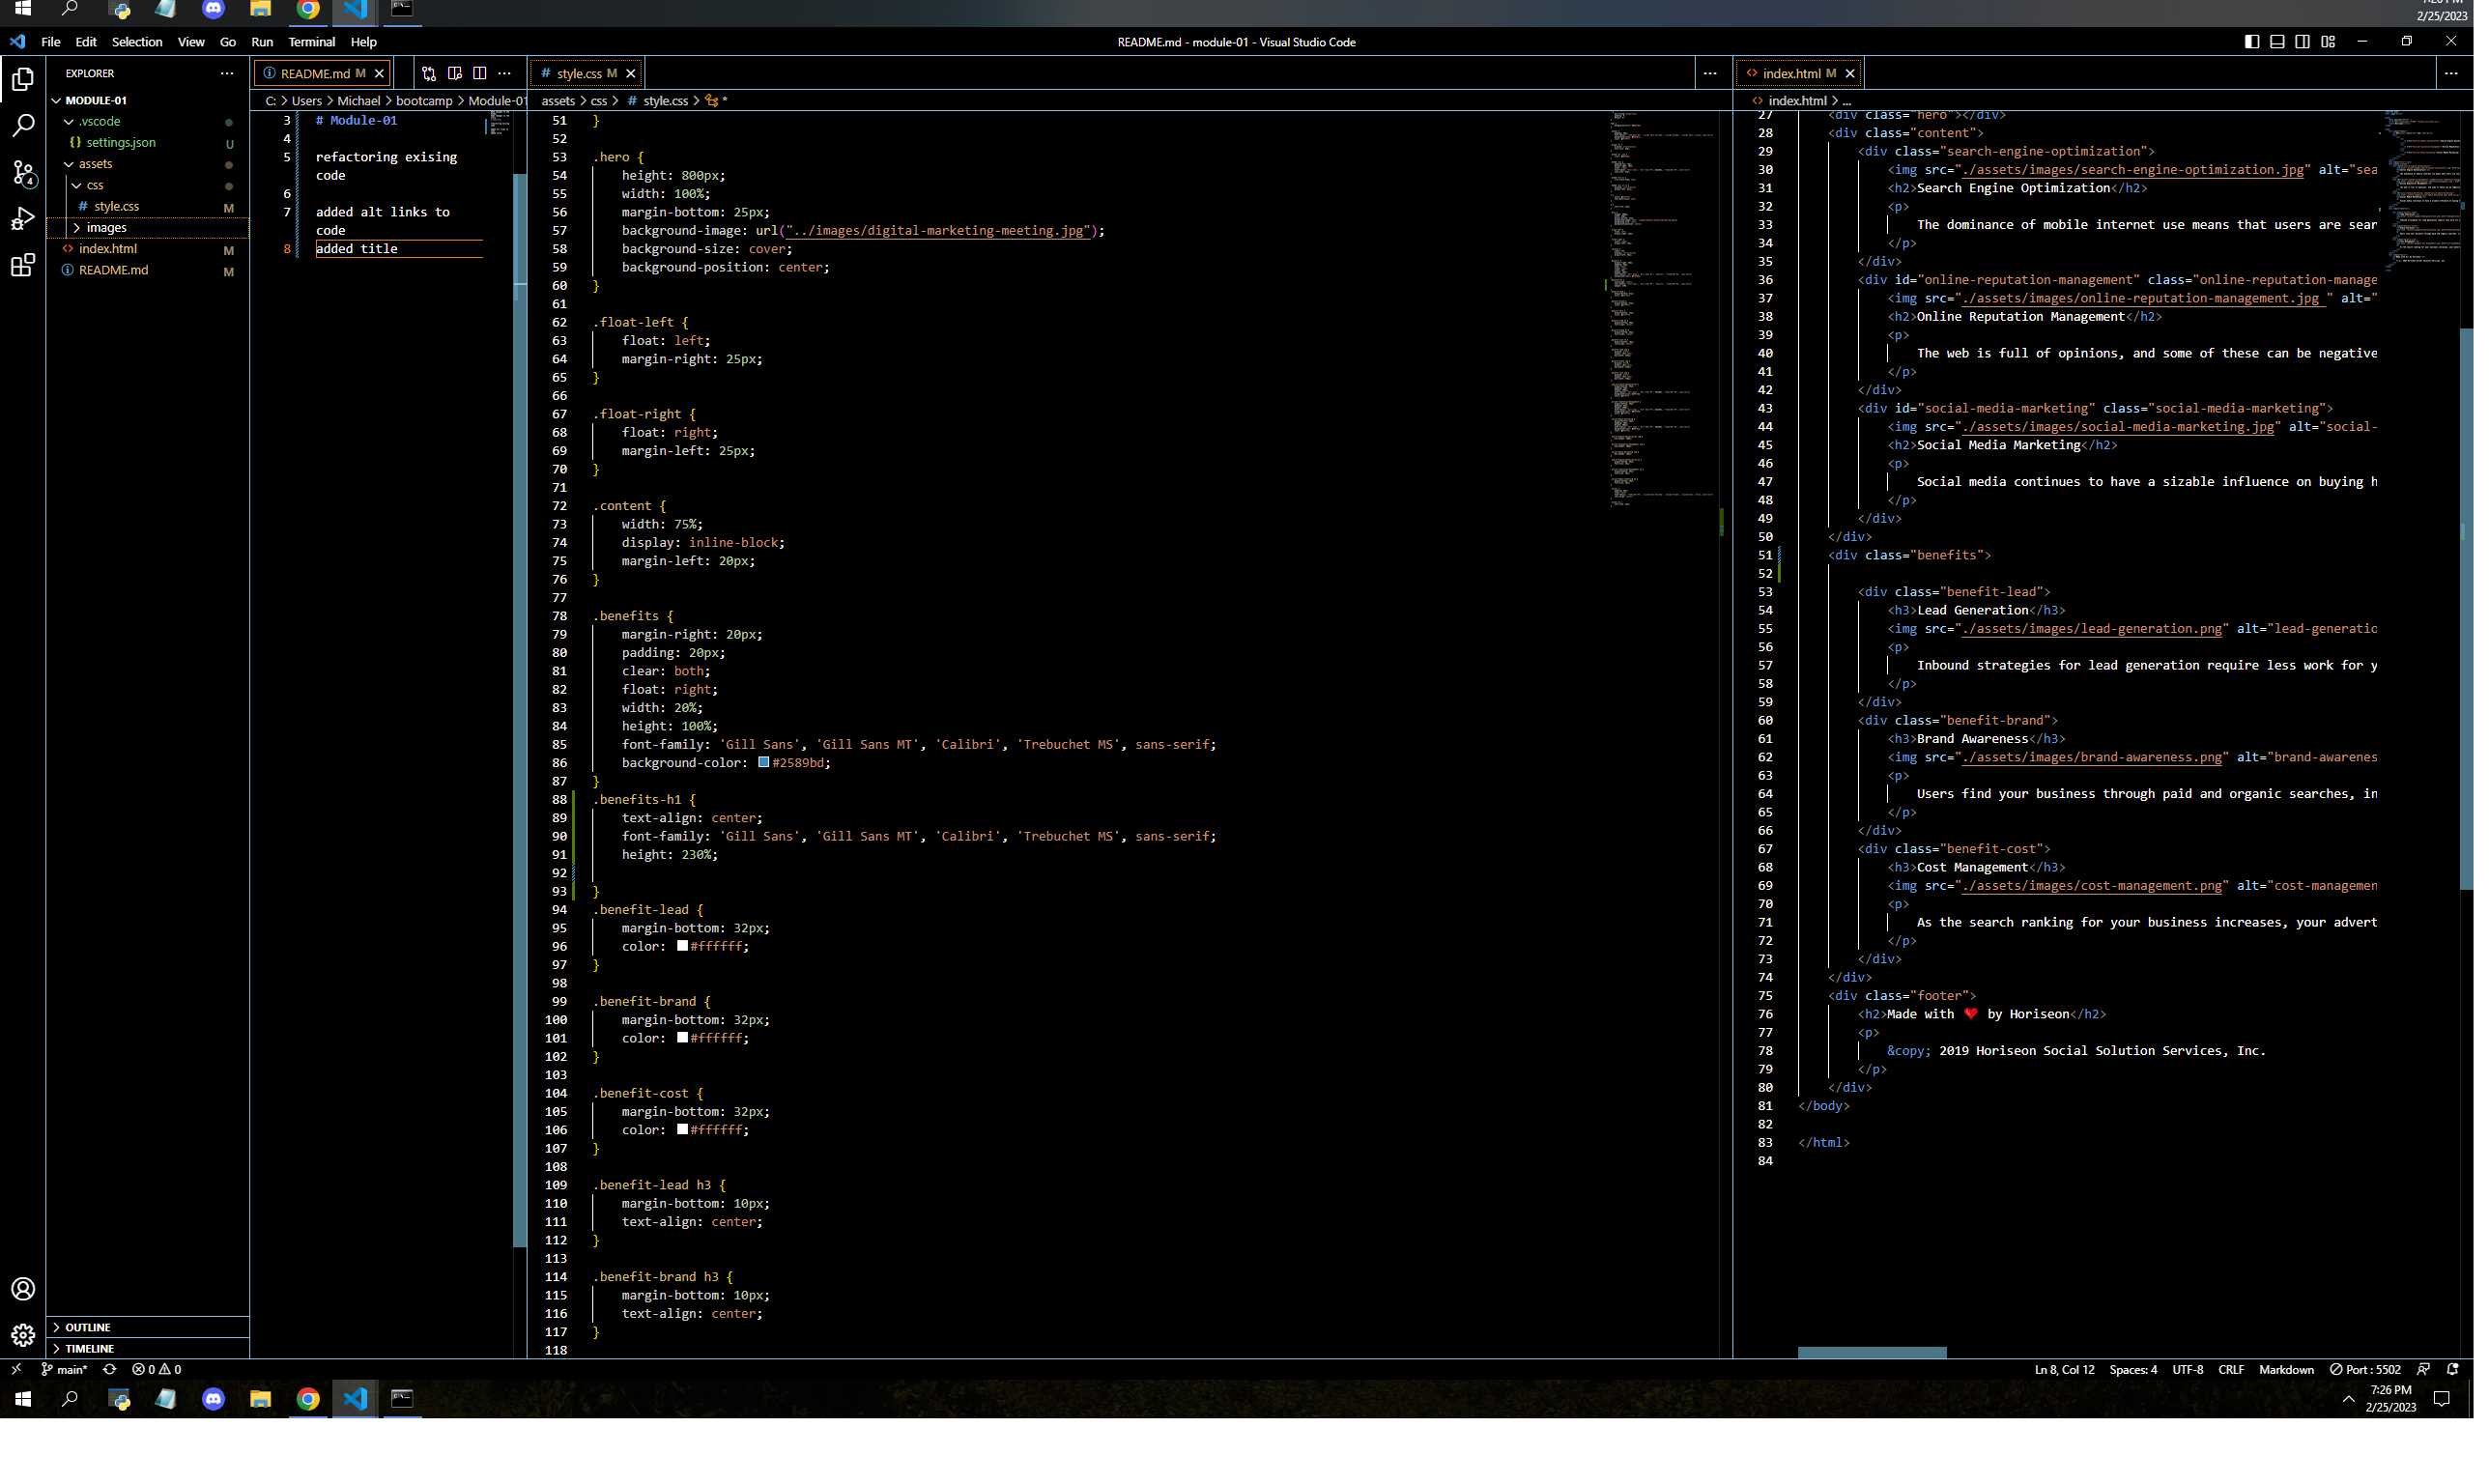 2/25/2023
File Edit Selection View Go Run Terminal Help
README.md - module-01 - Visual Studio Code
EXPLORER
MODULE-01
.vscode
{} settings.json U
assets
css
# style.css M
images
<> index.html M
README.md M
OUTLINE
TIMELINE
4
README.md M
C: > Users > Michael > bootcamp > Module-01
3 # Module-01
4
5 refactoring exising
code
6
7 added alt links to
code
8 added title
# style.css M
assets > css > # style.css > *
51 }
52
53 .hero {
54 height: 800px;
55 width: 100%;
56 margin-bottom: 25px;
57 background-image: url("../images/digital-marketing-meeting.jpg");
58 background-size: cover;
59 background-position: center;
60 }
61
62 .float-left {
63 float: left;
64 margin-right: 25px;
65 }
66
67 .float-right {
68 float: right;
69 margin-left: 25px;
70 }
71
72 .content {
73 width: 75%;
74 display: inline-block;
75 margin-left: 20px;
76 }
77
78 .benefits {
79 margin-right: 20px;
80 padding: 20px;
81 clear: both;
82 float: right;
83 width: 20%;
84 height: 100%;
85 font-family: 'Gill Sans', 'Gill Sans MT', 'Calibri', 'Trebuchet MS', sans-serif;
86 background-color: #2589bd;
87 }
88 .benefits-h1 {
89 text-align: center;
90 font-family: 'Gill Sans', 'Gill Sans MT', 'Calibri', 'Trebuchet MS', sans-serif;
91 height: 230%;
92
93 }
94 .benefit-lead {
95 margin-bottom: 32px;
96 color: #ffffff;
97 }
98
99 .benefit-brand {
100 margin-bottom: 32px;
101 color: #ffffff;
102 }
103
104 .benefit-cost {
105 margin-bottom: 32px;
106 color: #ffffff;
107 }
108
109 .benefit-lead h3 {
110 margin-bottom: 10px;
111 text-align: center;
112 }
113
114 .benefit-brand h3 {
115 margin-bottom: 10px;
116 text-align: center;
117 }
118
<> index.html M
<> index.html > ...
27 <div class="hero"></div>
28 <div class="content">
29 <div class="search-engine-optimization">
30 <img src="./assets/images/search-engine-optimization.jpg" alt="sea
31 <h2>Search Engine Optimization</h2>
32 <p>
33 The dominance of mobile internet use means that users are sear
34 </p>
35 </div>
36 <div id="online-reputation-management" class="online-reputation-manage
37 <img src="./assets/images/online-reputation-management.jpg " alt="
38 <h2>Online Reputation Management</h2>
39 <p>
40 The web is full of opinions, and some of these can be negative
41 </p>
42 </div>
43 <div id="social-media-marketing" class="social-media-marketing">
44 <img src="./assets/images/social-media-marketing.jpg" alt="social-
45 <h2>Social Media Marketing</h2>
46 <p>
47 Social media continues to have a sizable influence on buying h
48 </p>
49 </div>
50 </div>
51 <div class="benefits">
52
53 <div class="benefit-lead">
54 <h3>Lead Generation</h3>
55 <img src="./assets/images/lead-generation.png" alt="lead-generatio
56 <p>
57 Inbound strategies for lead generation require less work for y
58 </p>
59 </div>
60 <div class="benefit-brand">
61 <h3>Brand Awareness</h3>
62 <img src="./assets/images/brand-awareness.png" alt="brand-awarenes
63 <p>
64 Users find your business through paid and organic searches, in
65 </p>
66 </div>
67 <div class="benefit-cost">
68 <h3>Cost Management</h3>
69 <img src="./assets/images/cost-management.png" alt="cost-managemen
70 <p>
71 As the search ranking for your business increases, your advert
72 </p>
73 </div>
74 </div>
75 <div class="footer">
76 <h2>Made with ❤️ by Horiseon</h2>
77 <p>
78 &copy; 2019 Horiseon Social Solution Services, Inc.
79 </p>
80 </div>
81 </body>
82
83 </html>
84
main* 0 0
Ln 8, Col 12 Spaces: 4 UTF-8 CRLF Markdown Port : 5502
7:26 PM
2/25/2023